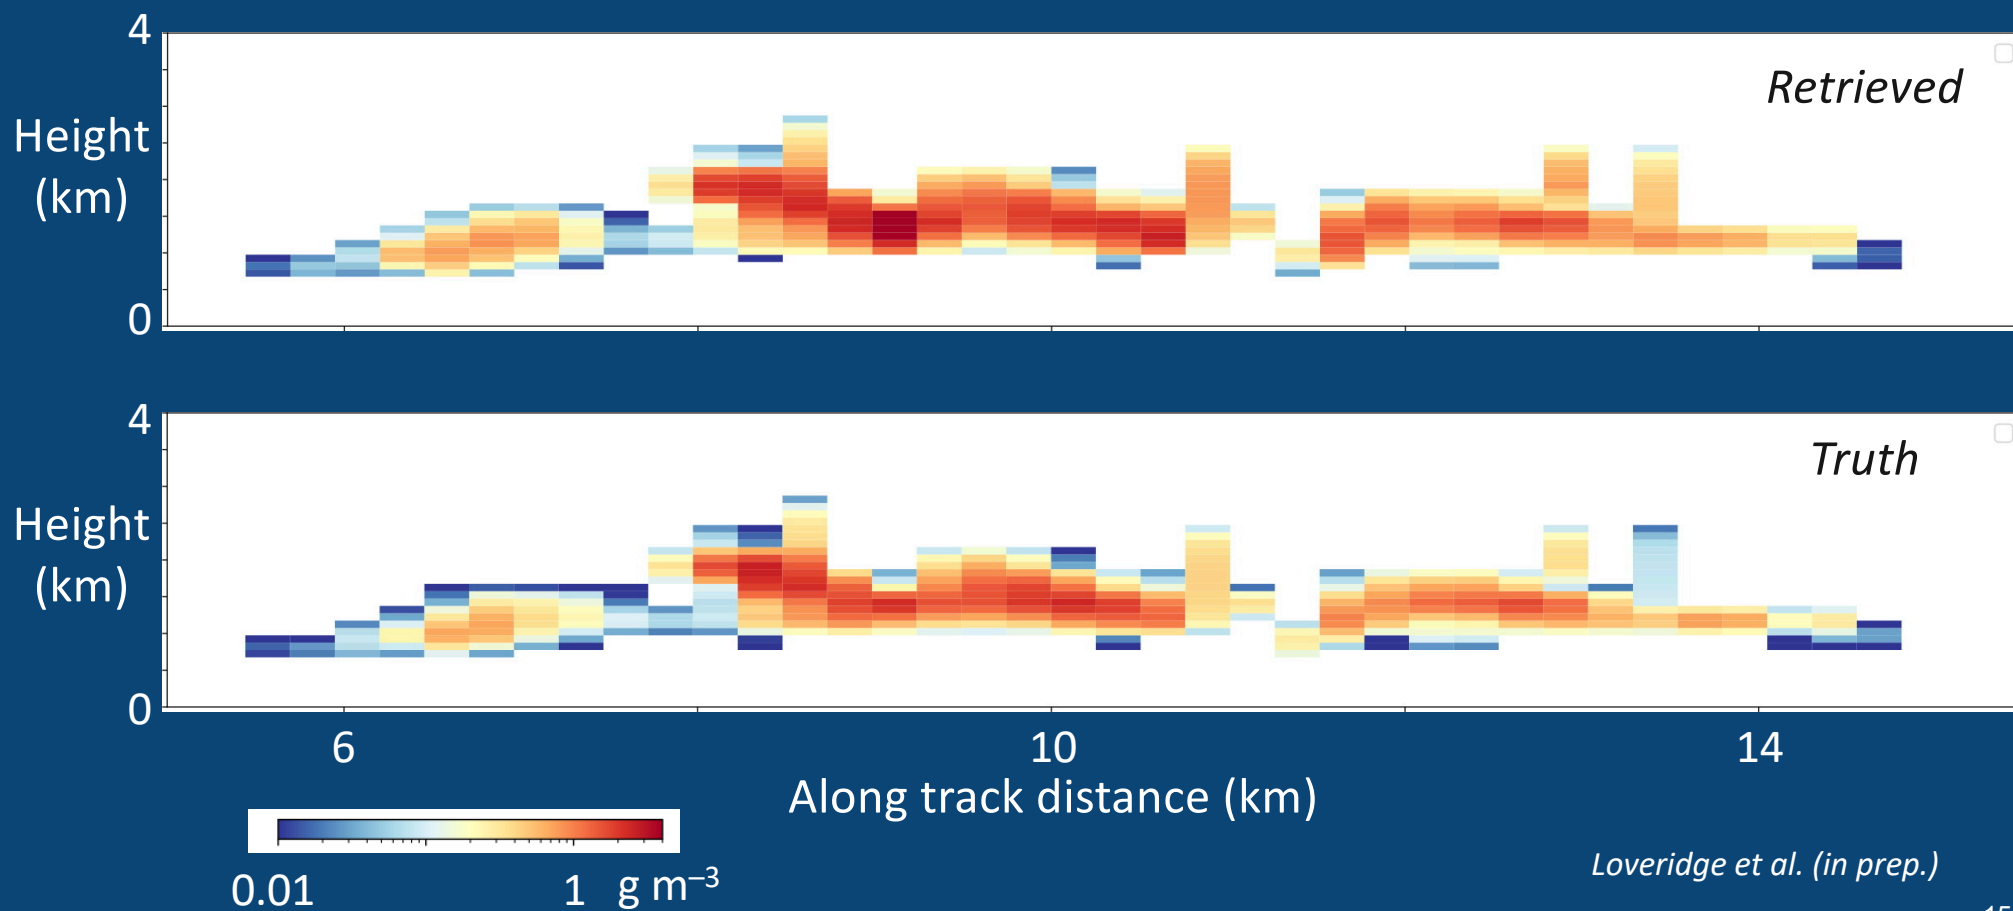 4
Retrieved
Height
(km)
0
4
Truth
Height
(km)
0
6 10 14
Along track distance (km)
0.01 1 g m⁻³
Loveridge et al. (in prep.)